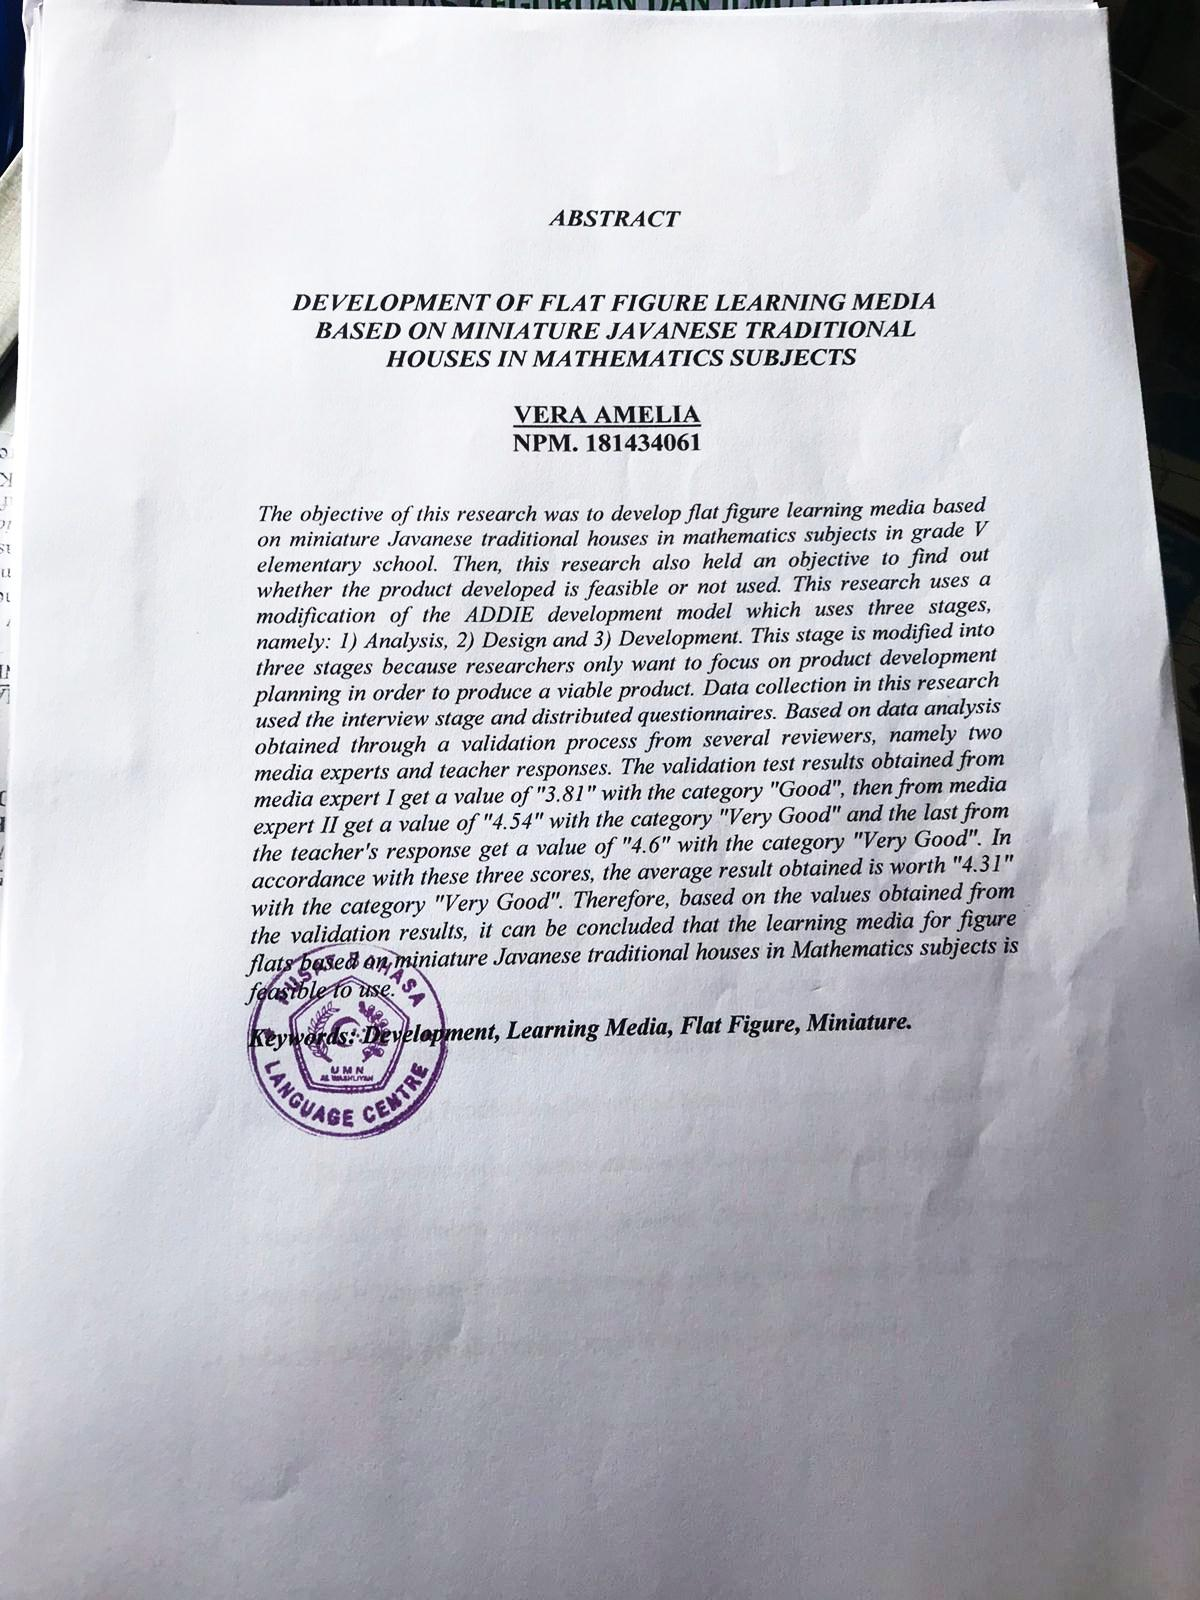 FAKULTAS KEGURUAN DAN ILMU
ABSTRACT
DEVELOPMENT OF FLAT FIGURE LEARNING MEDIA
BASED ON MINIATURE JAVANESE TRADITIONAL
HOUSES IN MATHEMATICS SUBJECTS
VERA AMELIA
NPM. 181434061
The objective of this research was to develop flat figure learning media based
on miniature Javanese traditional houses in mathematics subjects in grade V
elementary school. Then, this research also held an objective to find out
whether the product developed is feasible or not used. This research uses a
modification of the ADDIE development model which uses three stages,
namely: 1) Analysis, 2) Design and 3) Development. This stage is modified into
three stages because researchers only want to focus on product development
planning in order to produce a viable product. Data collection in this research
used the interview stage and distributed questionnaires. Based on data analysis
obtained through a validation process from several reviewers, namely two
media experts and teacher responses. The validation test results obtained from
media expert I get a value of "3.81" with the category "Good", then from media
expert II get a value of "4.54" with the category "Very Good" and the last from
the teacher's response get a value of "4.6" with the category "Very Good". In
accordance with these three scores, the average result obtained is worth "4.31"
with the category "Very Good". Therefore, based on the values obtained from
the validation results, it can be concluded that the learning media for figure
flats based on miniature Javanese traditional houses in Mathematics subjects is
feasible to use.
Keywords: Development, Learning Media, Flat Figure, Miniature.
PUSAT BAHASA
UMN
AL WASHLIYAH
LANGUAGE CENTRE